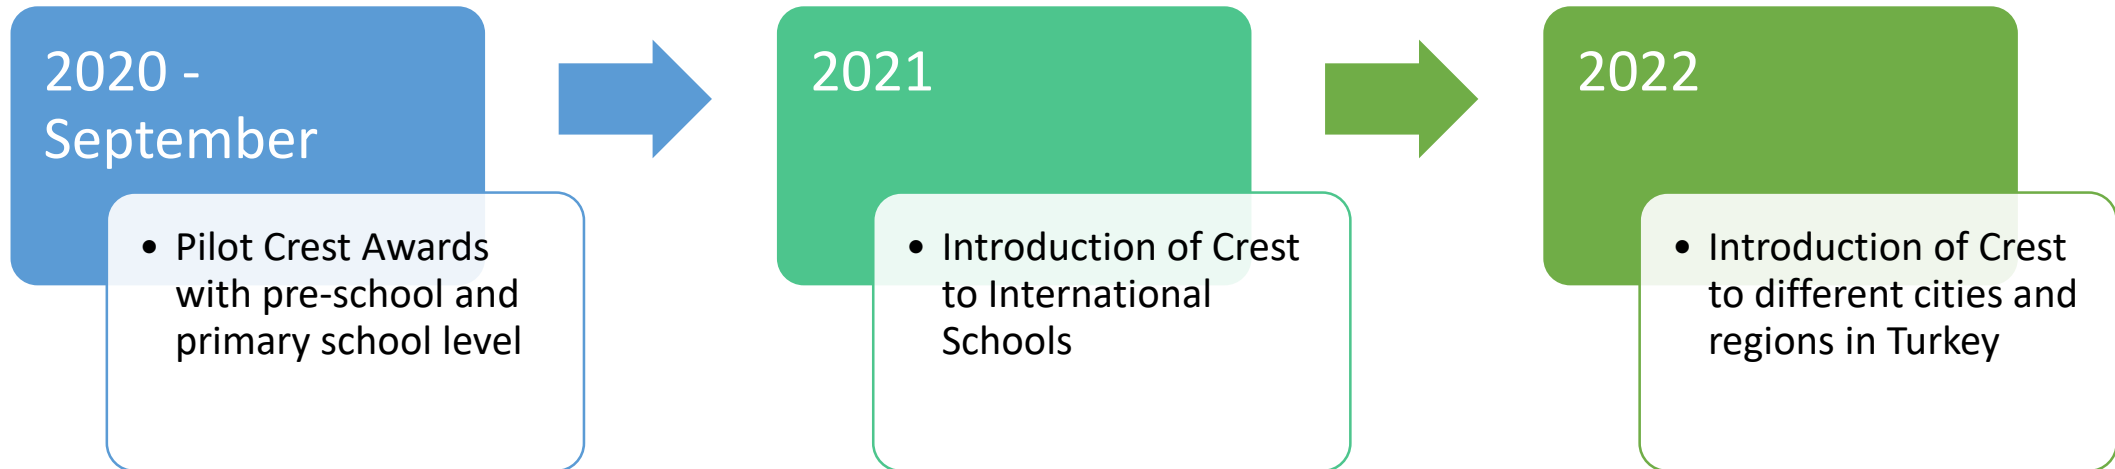 2020 -
September
• Pilot Crest Awards
with pre-school and
primary school level
2021
• Introduction of Crest
to International
Schools
2022
• Introduction of Crest
to different cities and
regions in Turkey